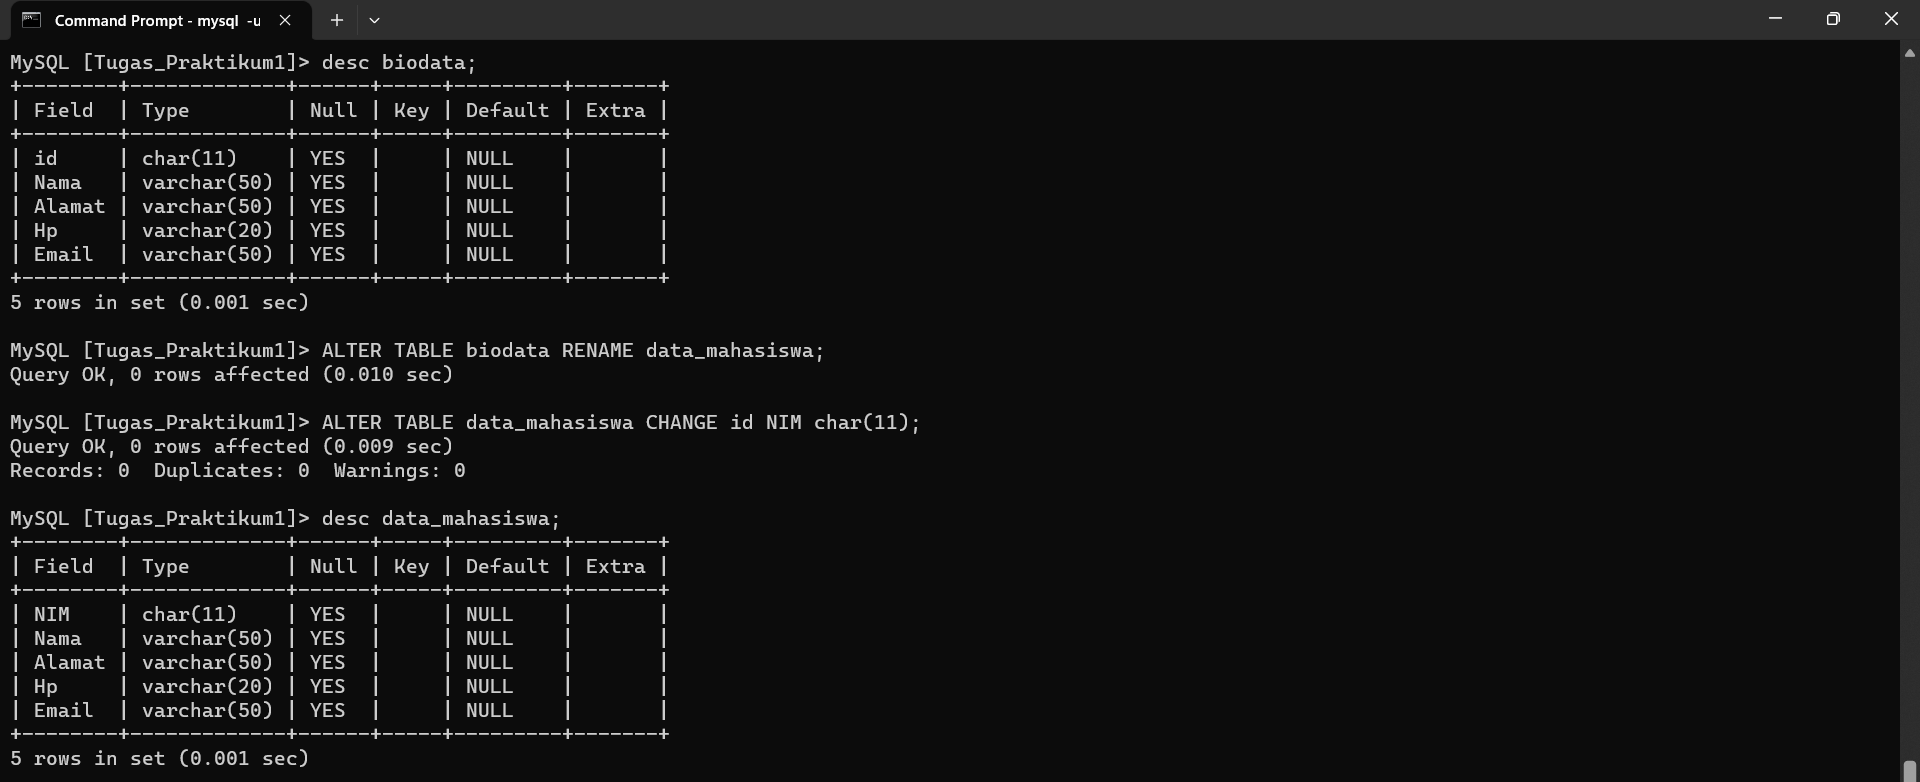 Command Prompt - mysql -u
MySQL [Tugas_Praktikum1]> desc biodata;
+--------+-------------+------+-----+---------+-------+
| Field  | Type        | Null | Key | Default | Extra |
+--------+-------------+------+-----+---------+-------+
| id     | char(11)    | YES  |     | NULL    |       |
| Nama   | varchar(50) | YES  |     | NULL    |       |
| Alamat | varchar(50) | YES  |     | NULL    |       |
| Hp     | varchar(20) | YES  |     | NULL    |       |
| Email  | varchar(50) | YES  |     | NULL    |       |
+--------+-------------+------+-----+---------+-------+
5 rows in set (0.001 sec)
MySQL [Tugas_Praktikum1]> ALTER TABLE biodata RENAME data_mahasiswa;
Query OK, 0 rows affected (0.010 sec)
MySQL [Tugas_Praktikum1]> ALTER TABLE data_mahasiswa CHANGE id NIM char(11);
Query OK, 0 rows affected (0.009 sec)
Records: 0  Duplicates: 0  Warnings: 0
MySQL [Tugas_Praktikum1]> desc data_mahasiswa;
+--------+-------------+------+-----+---------+-------+
| Field  | Type        | Null | Key | Default | Extra |
+--------+-------------+------+-----+---------+-------+
| NIM    | char(11)    | YES  |     | NULL    |       |
| Nama   | varchar(50) | YES  |     | NULL    |       |
| Alamat | varchar(50) | YES  |     | NULL    |       |
| Hp     | varchar(20) | YES  |     | NULL    |       |
| Email  | varchar(50) | YES  |     | NULL    |       |
+--------+-------------+------+-----+---------+-------+
5 rows in set (0.001 sec)